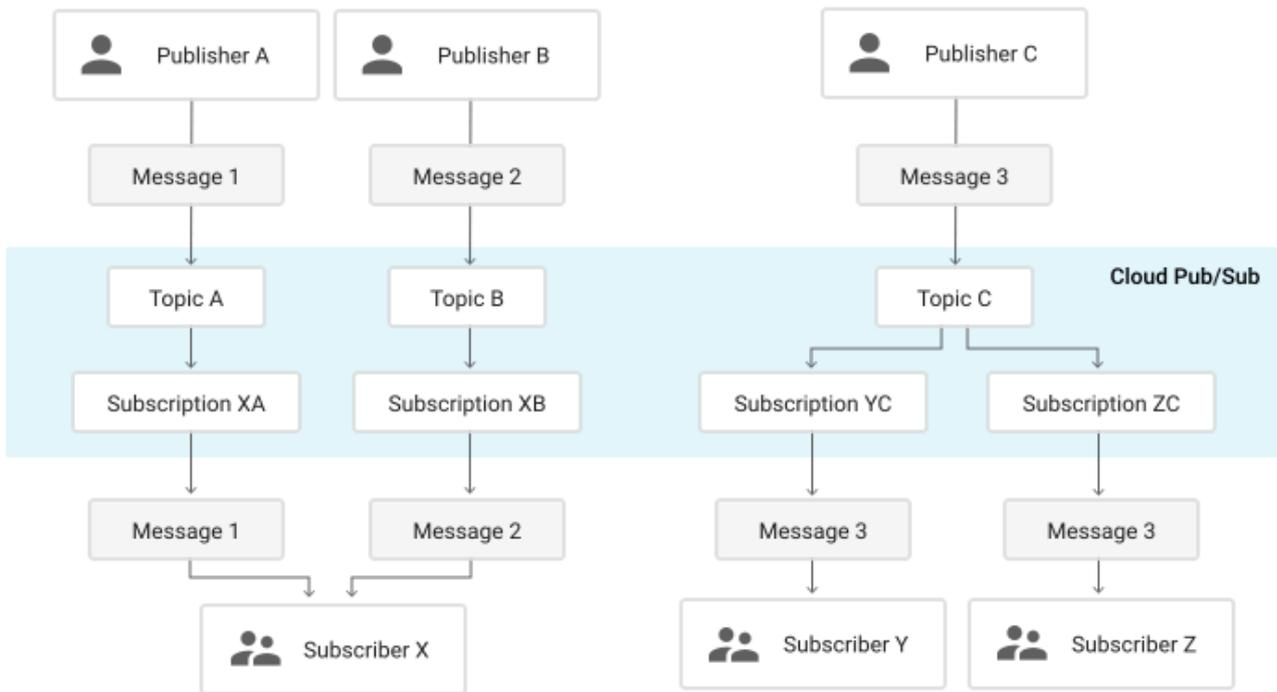 Publisher A
Publisher B
Publisher C
Message 1
Message 2
Message 3
Cloud Pub/Sub
Topic A
Topic B
Topic C
Subscription XA
Subscription XB
Subscription YC
Subscription ZC
Message 1
Message 2
Message 3
Message 3
Subscriber X
Subscriber Y
Subscriber Z